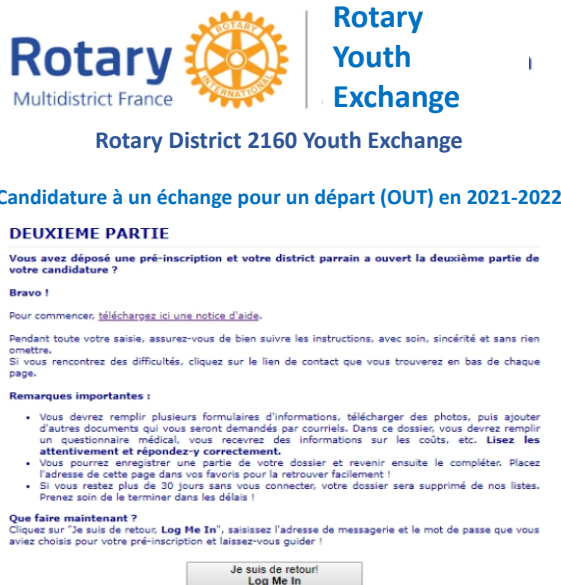 Rotary
Multidistrict France
ROTARY
INTERNATIONAL
Rotary
Youth
Exchange
Rotary District 2160 Youth Exchange
Candidature à un échange pour un départ (OUT) en 2021-2022
DEUXIEME PARTIE
Vous avez déposé une pré-inscription et votre district parrain a ouvert la deuxième partie de
votre candidature ?
Bravo !
Pour commencer, téléchargez ici une notice d'aide.
Pendant toute votre saisie, assurez-vous de bien suivre les instructions, avec soin, sincérité et sans rien
omettre.
Si vous rencontrez des difficultés, cliquez sur le lien de contact que vous trouverez en bas de chaque
page.
Remarques importantes :
• Vous devrez remplir plusieurs formulaires d'informations, télécharger des photos, puis ajouter
d'autres documents qui vous seront demandés par courriels. Dans ce dossier, vous devrez remplir
un questionnaire médical, vous recevrez des informations sur les coûts, etc. Lisez les
attentivement et répondez-y correctement.
• Vous pourrez enregistrer une partie de votre dossier et revenir ensuite le compléter. Placez
l'adresse de cette page dans vos favoris pour la retrouver facilement !
• Si vous restez plus de 30 jours sans vous connecter, votre dossier sera supprimé de nos listes.
Prenez soin de le terminer dans les délais !
Que faire maintenant ?
Cliquez sur "Je suis de retour, Log Me In", saisissez l'adresse de messagerie et le mot de passe que vous
aviez choisis pour votre pré-inscription et laissez-vous guider !
Je suis de retour!
Log Me In